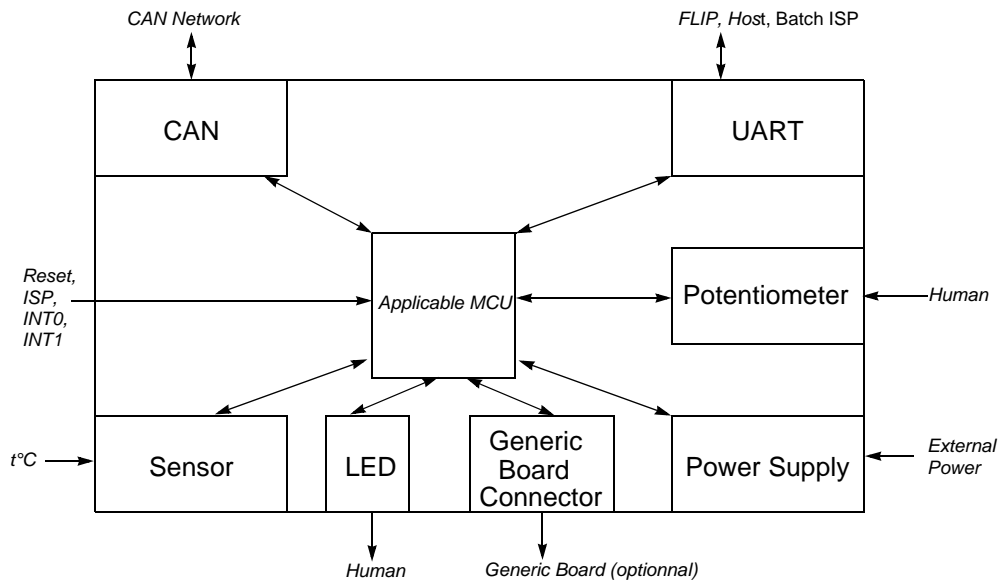 CAN Network
FLIP, Host, Batch ISP
CAN
UART
Reset,
ISP,
INT0,
INT1
Applicable MCU
Potentiometer
Human
t°C
Sensor
LED
Generic
Board
Connector
Power Supply
External
Power
Human
Generic Board (optionnal)